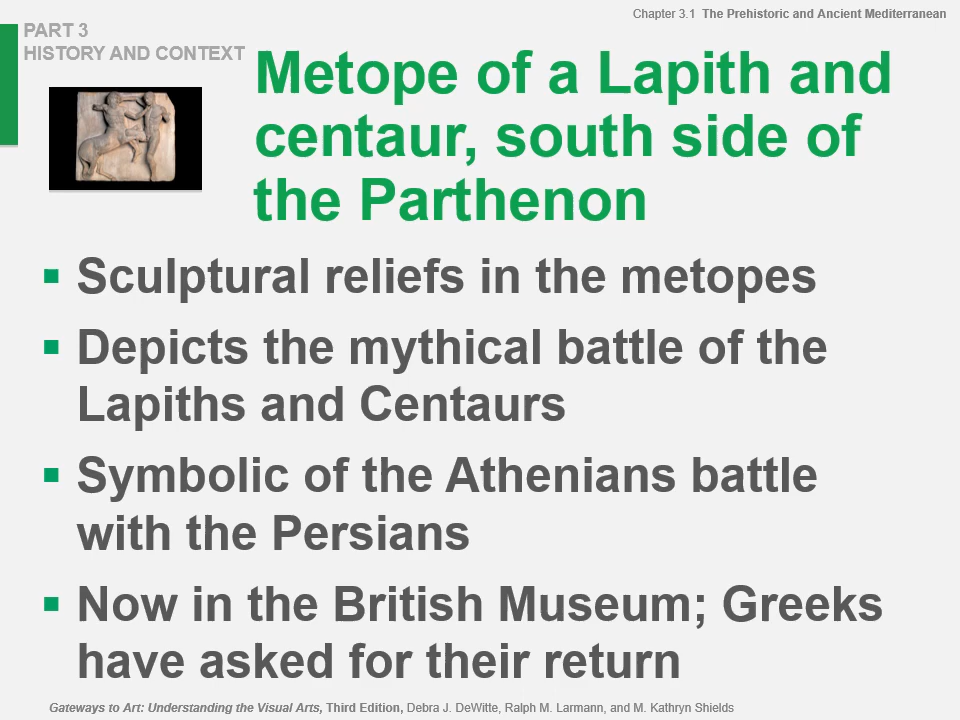 Chapter 3.1 The Prehistoric and Ancient Mediterranean
PART 3
HISTORY AND CONTEXT
Metope of a Lapith and
centaur, south side of
the Parthenon
▪ Sculptural reliefs in the metopes
▪ Depicts the mythical battle of the
Lapiths and Centaurs
▪ Symbolic of the Athenians battle
with the Persians
▪ Now in the British Museum; Greeks
have asked for their return
Gateways to Art: Understanding the Visual Arts, Third Edition, Debra J. DeWitte, Ralph M. Larmann, and M. Kathryn Shields